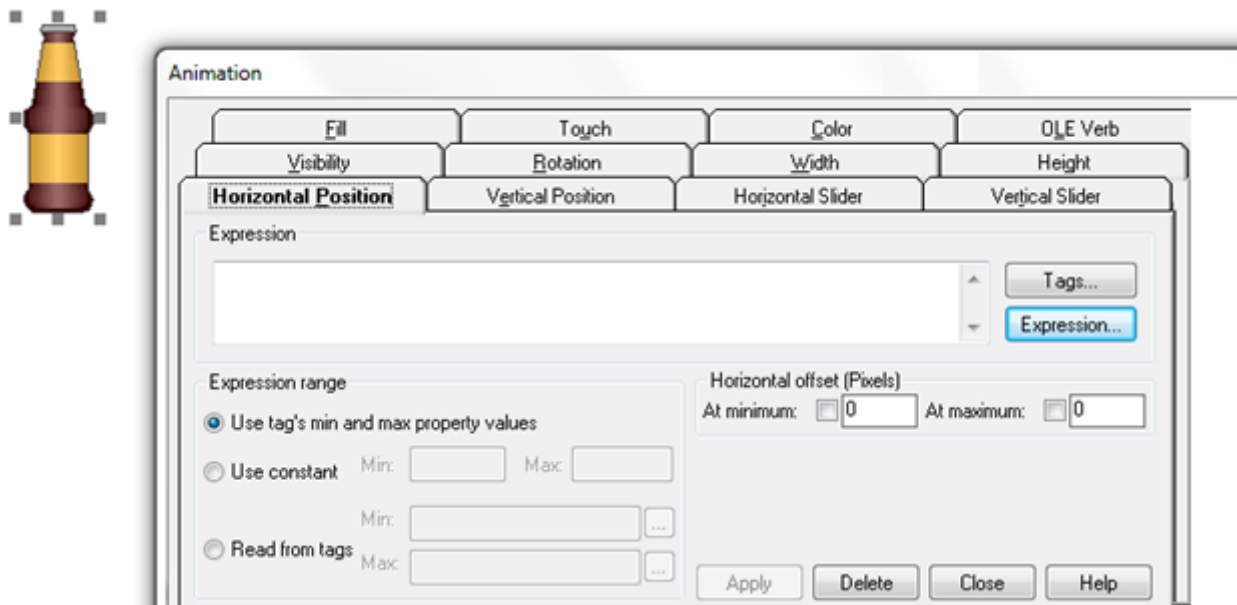 Animation
Fill Touch Color OLE Verb
Visibility Rotation Width Height
Horizontal Position Vertical Position Horizontal Slider Vertical Slider
Expression
Tags...
Expression...
Expression range
Horizontal offset (Pixels)
At minimum: 0 At maximum: 0
Use tag's min and max property values
Use constant Min: Max:
Min: ...
Read from tags
Max: ...
Apply Delete Close Help